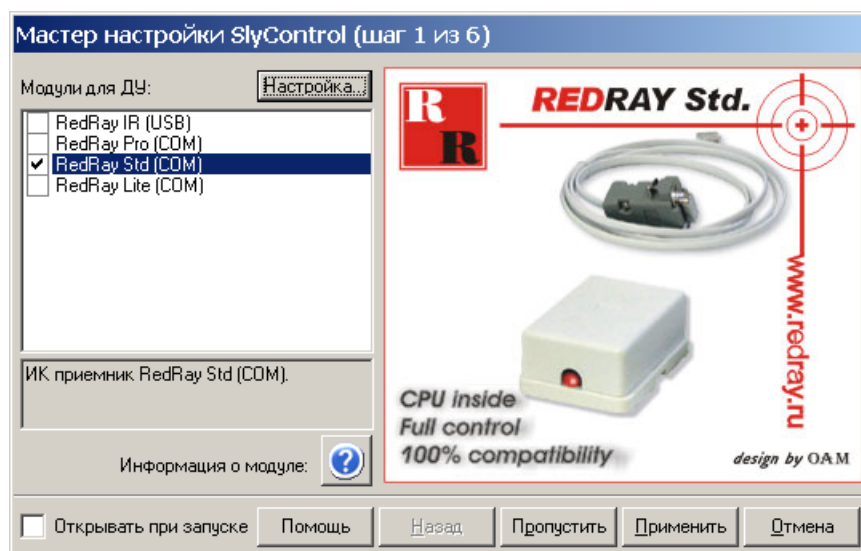 Мастер настройки SlyControl (шаг 1 из 6)
Модули для ДУ:
Настройка...
RedRay IR (USB)
RedRay Pro (COM)
RedRay Std (COM)
RedRay Lite (COM)
ИК приемник RedRay Std (COM).
Информация о модуле:
R
R
REDRAY Std.
www.redray.ru
CPU inside
Full control
100% compatibility
design by OAM
Открывать при запуске
Помощь
Назад
Пропустить
Применить
Отмена